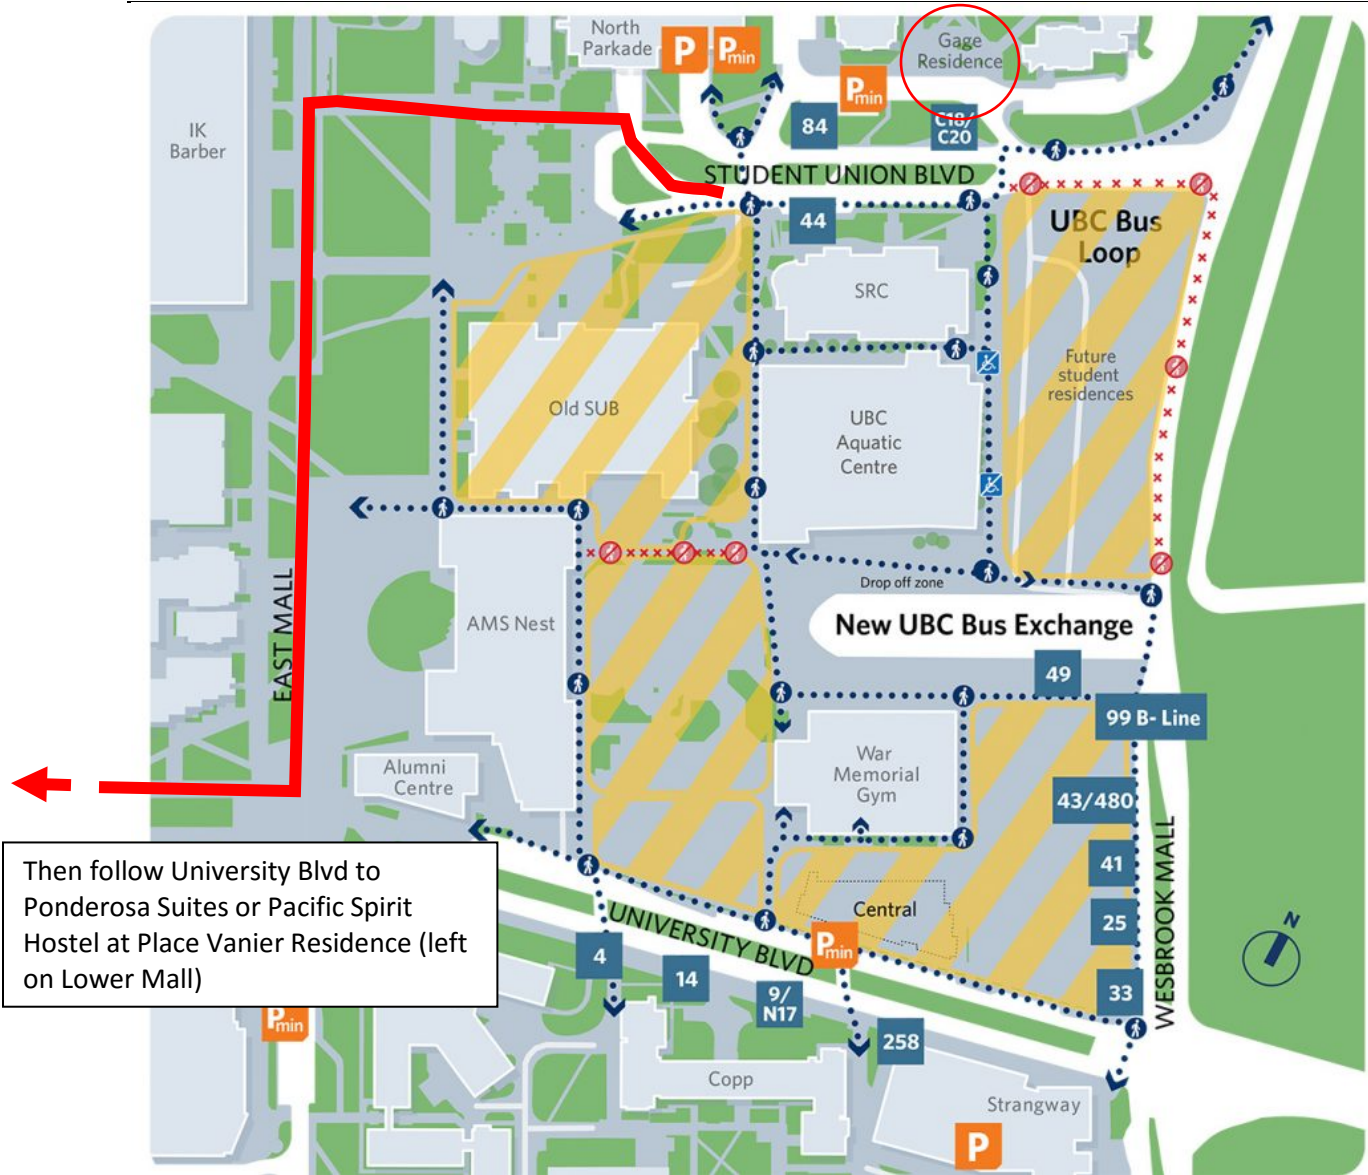 North
Parkade
P
Pmin
Gage
Residence
Pmin
IK
Barber
84
C18/
C20
STUDENT UNION BLVD
44
UBC Bus
Loop
SRC
Future
student
residences
Old SUB
UBC
Aquatic
Centre
Drop off zone
New UBC Bus Exchange
AMS Nest
EAST MALL
49
99 B- Line
War
Memorial
Gym
Alumni
Centre
43/480
41
WESBROOK MALL
Then follow University Blvd to
Ponderosa Suites or Pacific Spirit
Hostel at Place Vanier Residence (left
on Lower Mall)
UNIVERSITY BLVD
Central
Pmin
25
N
4
14
9/
N17
33
Pmin
258
Copp
Strangway
P